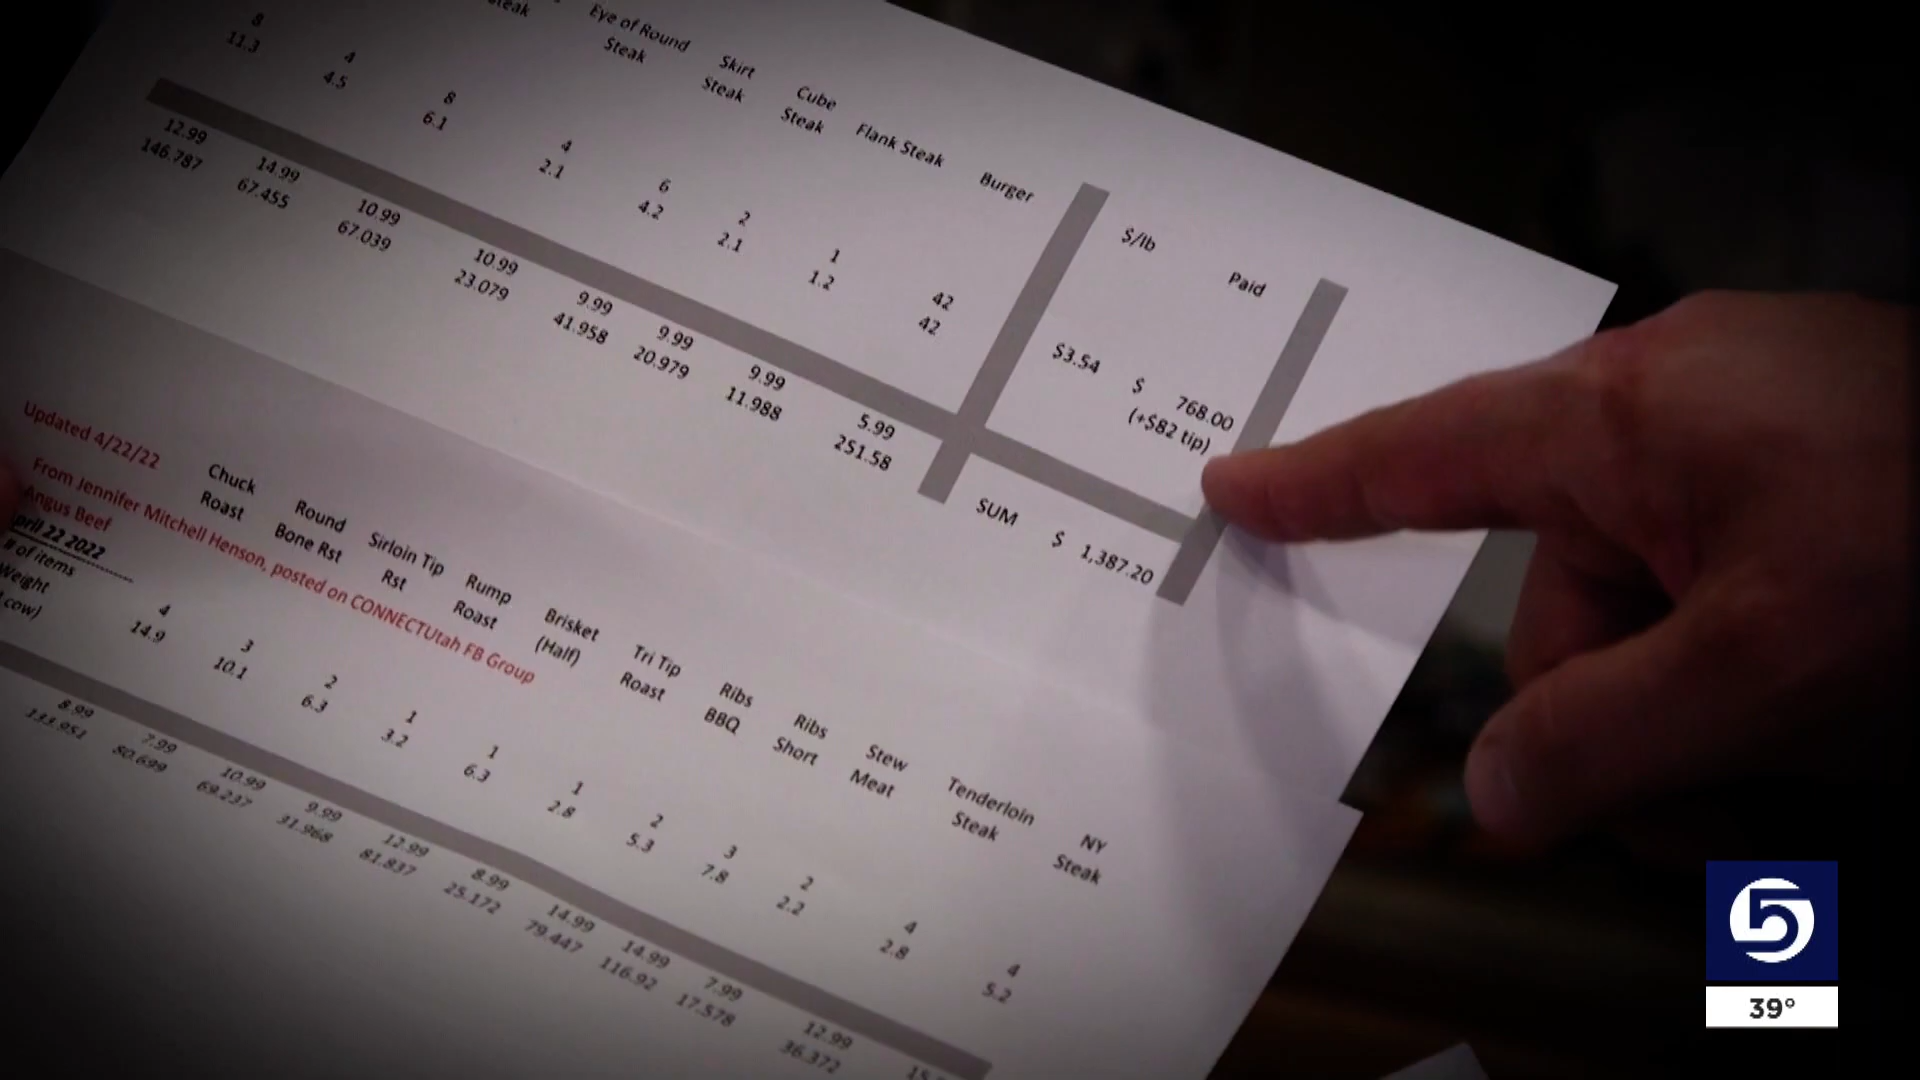 Eye of Round Steak
Skirt Steak
Cube Steak
Flank Steak
Burger
$/lb
Paid
8 4 8 4 6 2 1 42
11.3 4.5 6.1 2.1 4.2 2.1 1.2 42
$3.54 $ 768.00
(+$82 tip)
12.99 14.99 10.99 10.99 9.99 9.99 9.99 5.99
146.787 67.455 67.039 23.079 41.958 20.979 11.988 251.58
SUM $ 1,387.20
Updated 4/22/22
From Jennifer Mitchell Henson, posted on CONNECTUtah FB Group
Angus Beef
Chuck Roast
Round Bone Rst
Sirloin Tip Rst
Rump Roast
Brisket (Half)
Tri Tip Roast
Ribs BBQ
Ribs Short
Stew Meat
Tenderloin Steak
NY Steak
April 22 2022
# of items 4 3 2 1 1 1 2 3 2 4 4
Weight 14.9 10.1 6.3 3.2 6.3 2.8 5.3 7.8 2.2 2.8 5.2
cow)
8.99 7.99 10.99 9.99 12.99 8.99 14.99 14.99 7.99 12.99
133.951 80.699 69.237 31.968 81.837 25.172 79.447 116.92 17.578 36.372
5
39°